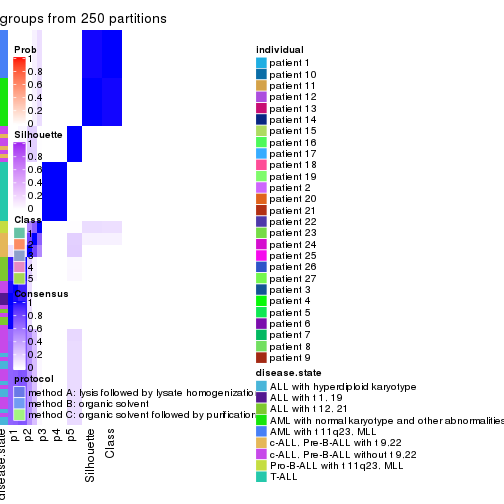 groups from 250 partitions
Prob
1
0.8
0.6
0.4
0.2
0
Silhouette
1
0.8
0.6
0.4
0.2
0
Class
1
2
3
4
5
Consensus
1
0.8
0.6
0.4
0.2
0
protocol
method A: lysis followed by lysate homogenizatio
method B: organic solvent
method C: organic solvent followed by purification
disease.state
p1
p2
p3
p4
p5
Silhouette
Class
individual
patient 1
patient 10
patient 11
patient 12
patient 13
patient 14
patient 15
patient 16
patient 17
patient 18
patient 19
patient 2
patient 20
patient 21
patient 22
patient 23
patient 24
patient 25
patient 26
patient 27
patient 3
patient 4
patient 5
patient 6
patient 7
patient 8
patient 9
disease.state
ALL with hyperdiploid karyotype
ALL with t 1. 19
ALL with t 12. 21
AML with normal karyotype and other abnormalities
AML with t 11q23. MLL
c-ALL. Pre-B-ALL with t 9.22
c-ALL. Pre-B-ALL without t 9.22
Pro-B-ALL with t 11q23. MLL
T-ALL